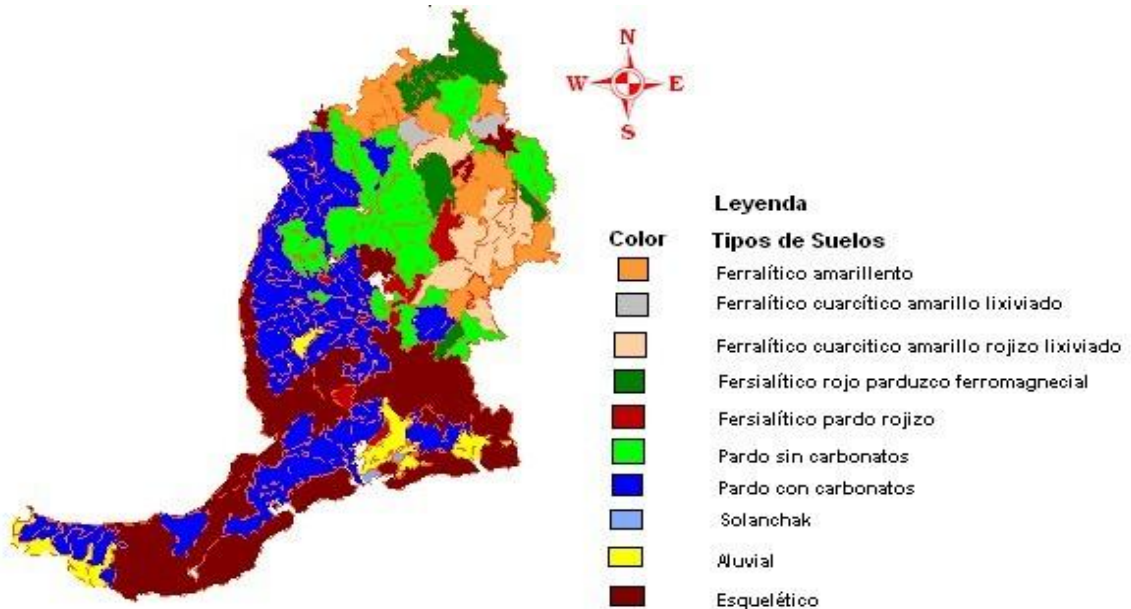 N
W E
S
Leyenda
Color Tipos de Suelos
Ferralítico amarillento
Ferralítico cuarcítico amarillo lixiviado
Ferralítico cuarcitico amarillo rojizo lixiviado
Fersialítico rojo parduzco ferromagnecial
Fersialítico pardo rojizo
Pardo sin carbonatos
Pardo con carbonatos
Solanchak
Aluvial
Esquelético